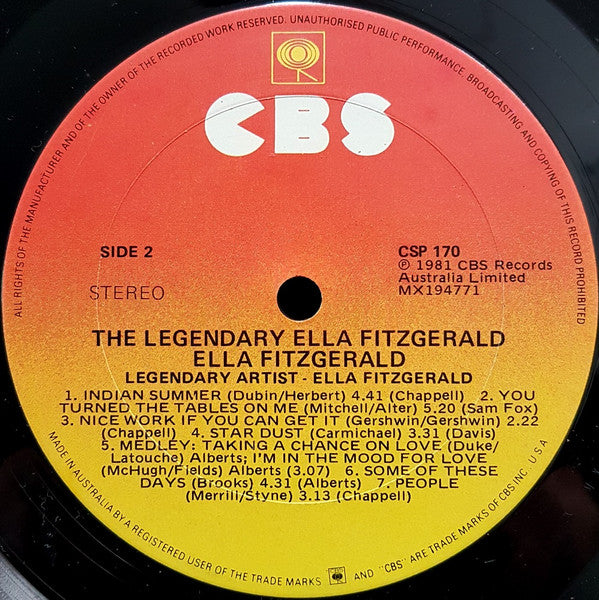 ALL RIGHTS OF THE MANUFACTURER AND OF THE OWNER OF THE RECORDED WORK RESERVED. UNAUTHORISED PUBLIC PERFORMANCE, BROADCASTING AND COPYING OF THIS RECORD PROHIBITED
CBS
SIDE 2
STEREO
CSP 170
℗ 1981 CBS Records
Australia Limited
MX194771
THE LEGENDARY ELLA FITZGERALD
ELLA FITZGERALD
LEGENDARY ARTIST - ELLA FITZGERALD
1. INDIAN SUMMER (Dubin/Herbert) 4.41 (Chappell) 2. YOU
TURNED THE TABLES ON ME (Mitchell/Alter) 5.20 (Sam Fox)
3. NICE WORK IF YOU CAN GET IT (Gershwin/Gershwin) 2.22
(Chappell) 4. STAR DUST (Carmichael) 3.31 (Davis)
5. MEDLEY: TAKING A CHANCE ON LOVE (Duke/
Latouche) Alberts; I'M IN THE MOOD FOR LOVE
(McHugh/Fields) Alberts (3.07) 6. SOME OF THESE
DAYS (Brooks) 4.31 (Alberts) 7. PEOPLE
(Merrill/Styne) 3.13 (Chappell)
MADE IN AUSTRALIA BY A REGISTERED USER OF THE TRADE MARKS AND "CBS" ARE TRADE MARKS OF CBS INC. U S A